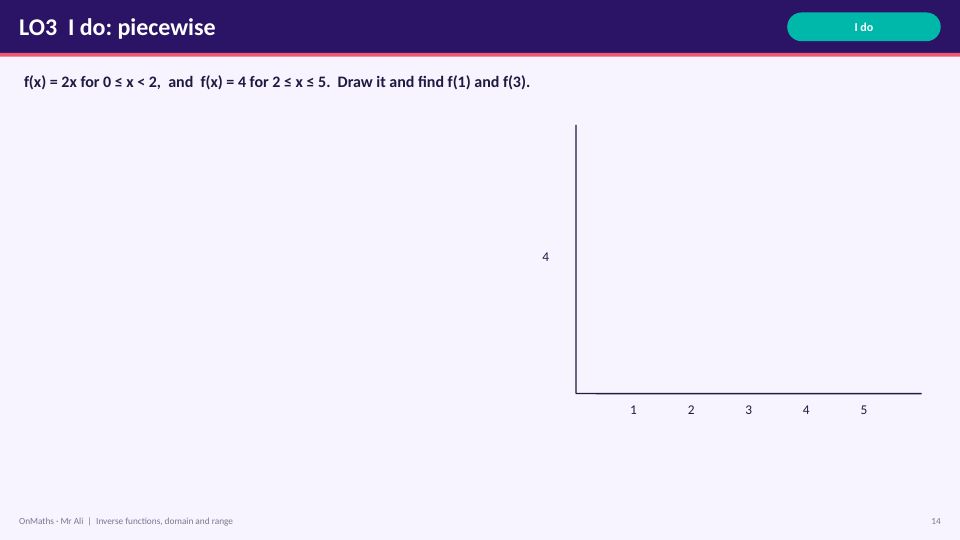 LO3  I do: piecewise
I do
f(x) = 2x for 0 ≤ x < 2,  and  f(x) = 4 for 2 ≤ x ≤ 5.  Draw it and find f(1) and f(3).
4
1 2 3 4 5
OnMaths - Mr Ali | Inverse functions, domain and range
14